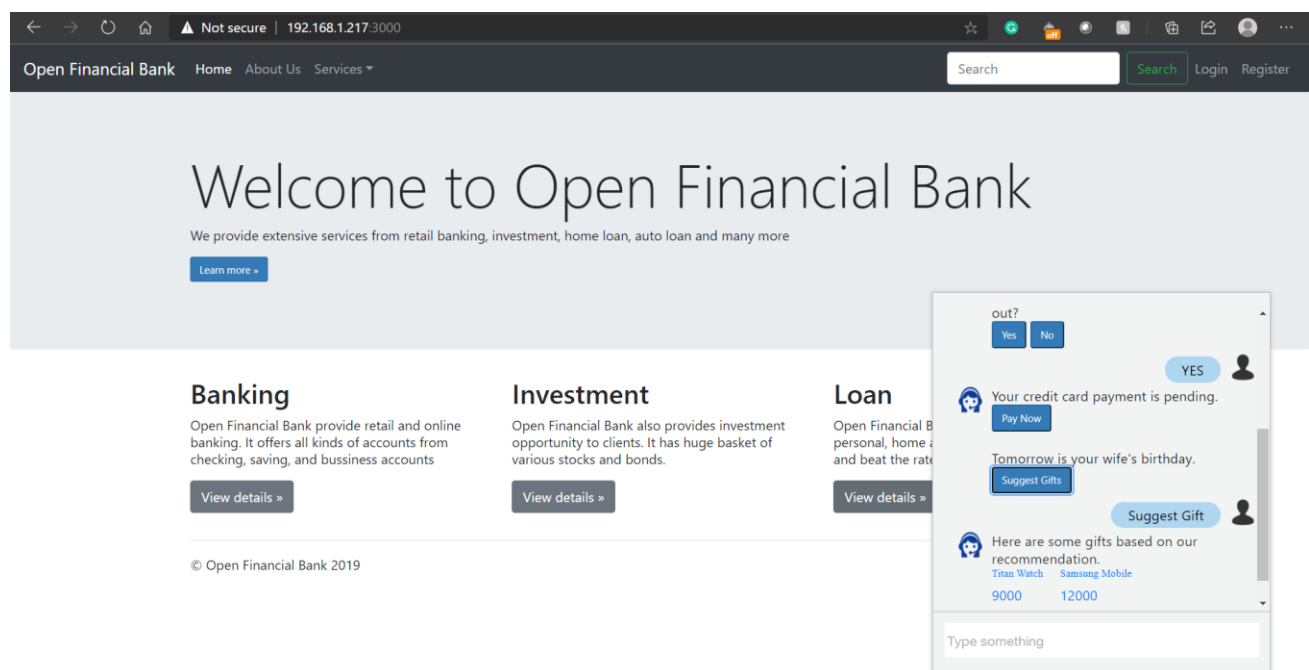 Not secure | 192.168.1.217:3000
off
Open Financial Bank Home About Us Services Search Search Login Register
Welcome to Open Financial Bank
We provide extensive services from retail banking, investment, home loan, auto loan and many more
Learn more »
Banking
Open Financial Bank provide retail and online
banking. It offers all kinds of accounts from
checking, saving, and bussiness accounts
View details »
Investment
Open Financial Bank also provides investment
opportunity to clients. It has huge basket of
various stocks and bonds.
View details »
Loan
Open Financial B
personal, home
and beat the rate
View details »
© Open Financial Bank 2019
out?
Yes No
YES
Your credit card payment is pending.
Pay Now
Tomorrow is your wife's birthday.
Suggest Gifts
Suggest Gift
Here are some gifts based on our
recommendation.
Titan Watch Samsung Mobile
9000 12000
Type something